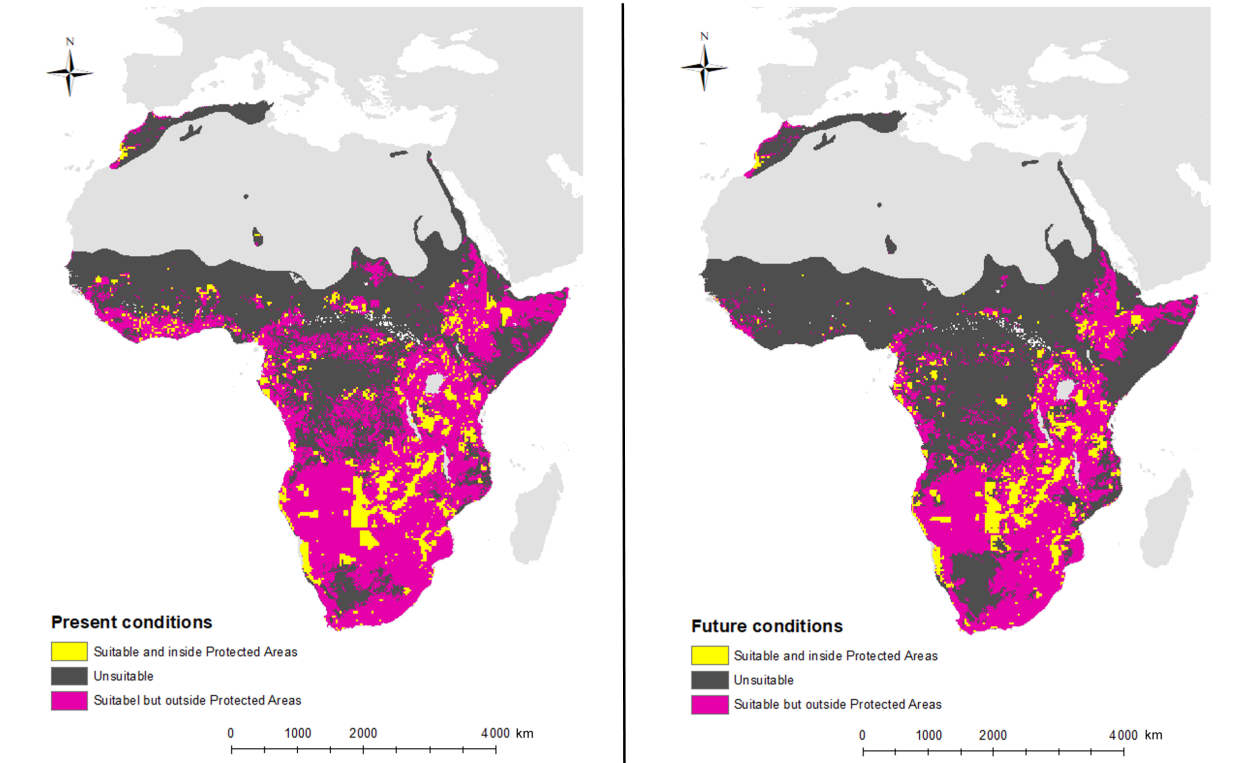 N
Present conditions
Suitable and inside Protected Areas
Unsuitable
Suitabel but outside Protected Areas
0 1000 2000 4000 km
N
Future conditions
Suitable and inside Protected Areas
Unsuitable
Suitable but outside Protected Areas
0 1000 2000 4000 km